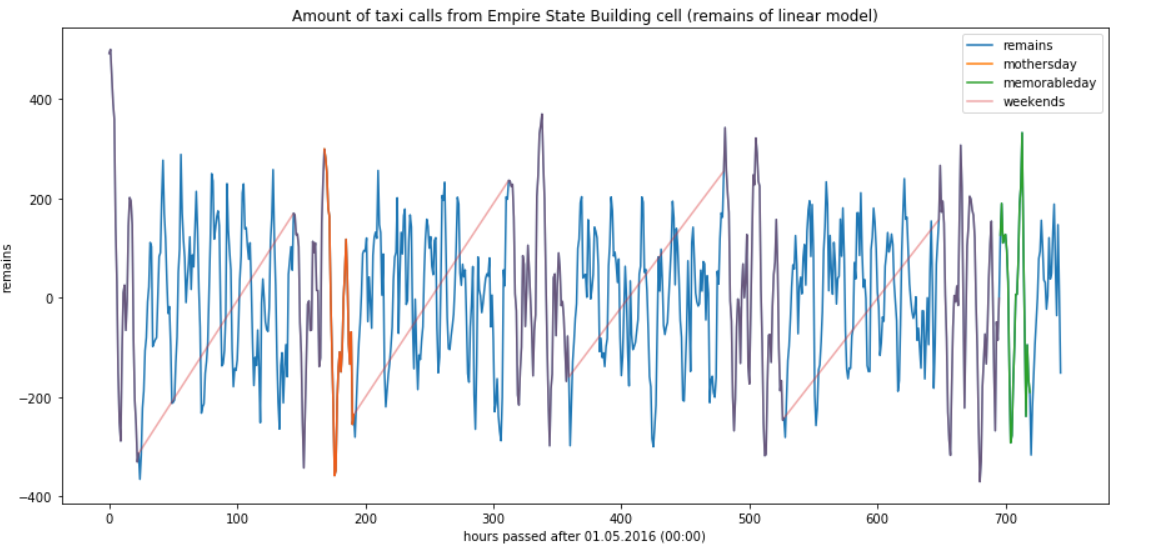 Amount of taxi calls from Empire State Building cell (remains of linear model)
remains
mothersday
memorableday
weekends
400
200
0
−200
−400
remains
0 100 200 300 400 500 600 700
hours passed after 01.05.2016 (00:00)